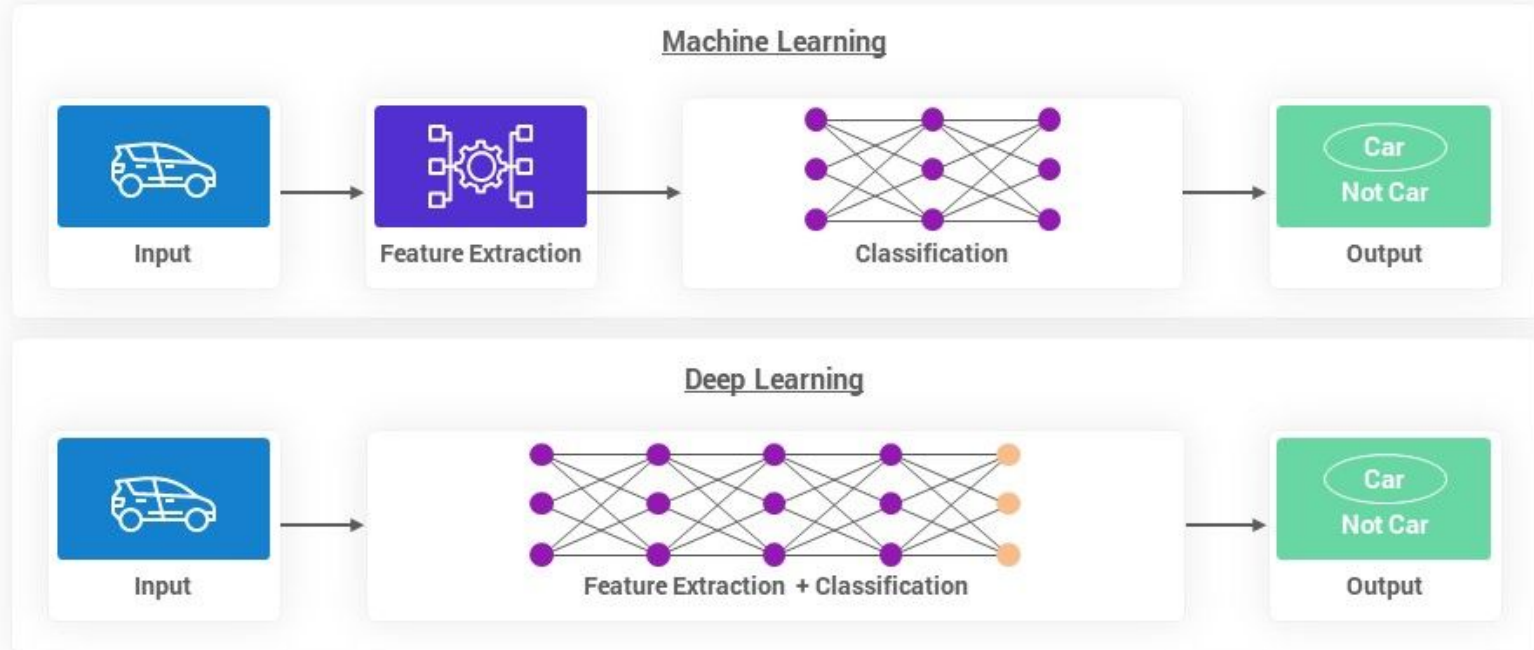 Machine Learning
Input
Feature Extraction
Classification
Car
Not Car
Output
Deep Learning
Input
Feature Extraction + Classification
Car
Not Car
Output